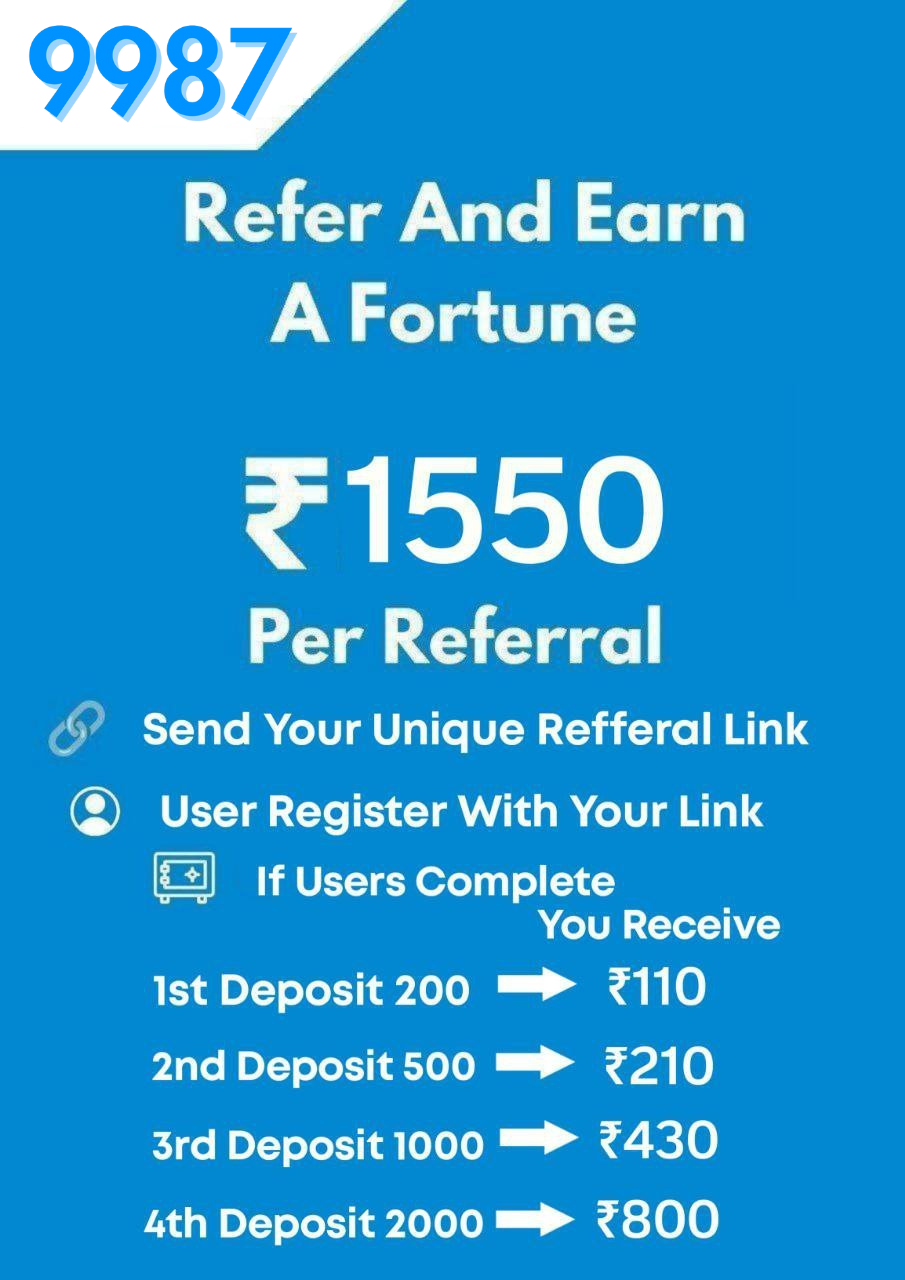 9987
Refer And Earn
A Fortune
₹1550
Per Referral
Send Your Unique Refferal Link
User Register With Your Link
If Users Complete
You Receive
1st Deposit 200 ₹110
2nd Deposit 500 ₹210
3rd Deposit 1000 ₹430
4th Deposit 2000 ₹800